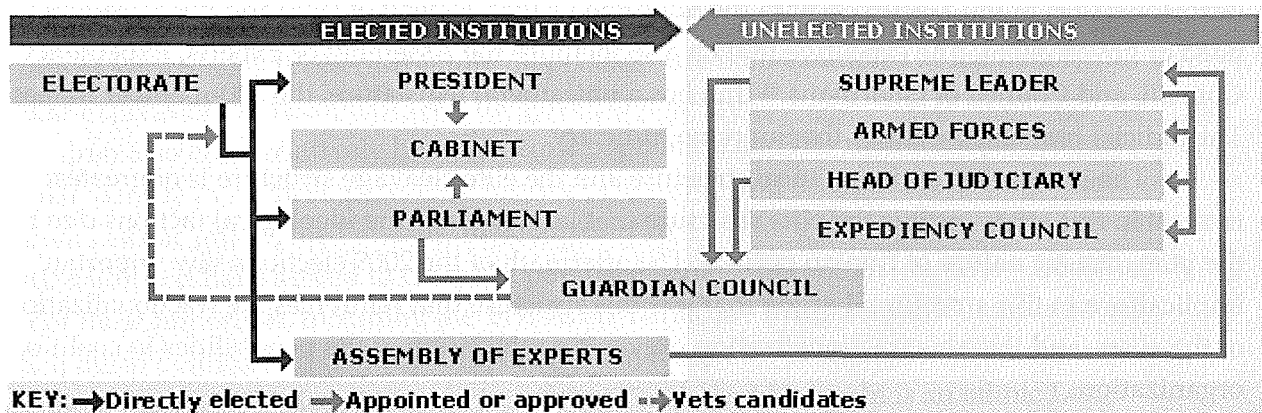 ELECTED INSTITUTIONS
UNELECTED INSTITUTIONS
ELECTORATE
PRESIDENT
SUPREME LEADER
ARMED FORCES
CABINET
HEAD OF JUDICIARY
PARLIAMENT
EXPEDIENCY COUNCIL
GUARDIAN COUNCIL
ASSEMBLY OF EXPERTS
KEY: Directly elected Appointed or approved Vets candidates